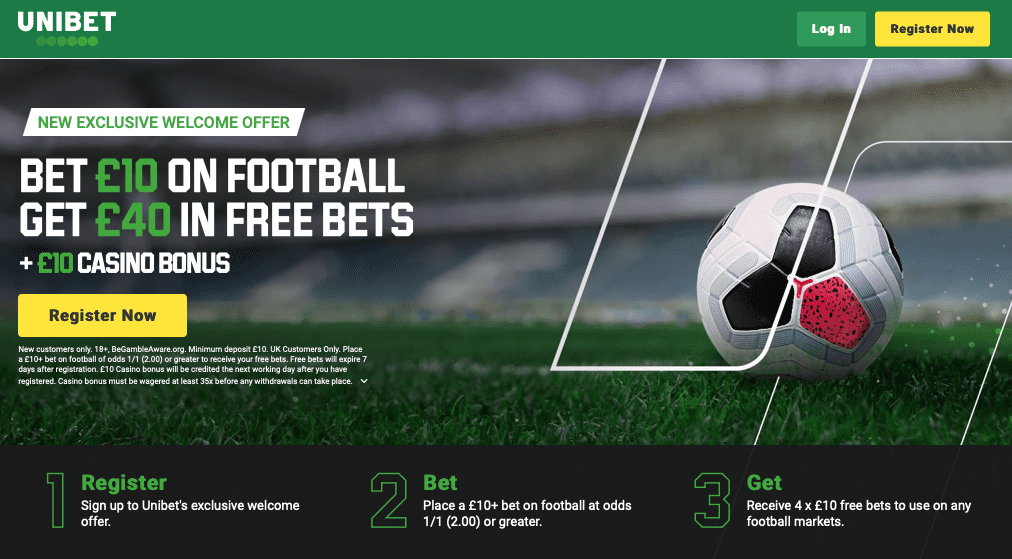 UNIBET
Log In
Register Now
NEW EXCLUSIVE WELCOME OFFER
BET £10 ON FOOTBALL
GET £40 IN FREE BETS
+ £10 CASINO BONUS
Register Now
New customers only. 18+, BeGambleAware.org. Minimum deposit £10. UK Customers Only. Place
a £10+ bet on football of odds 1/1 (2.00) or greater to receive your free bets. Free bets will expire 7
days after registration. £10 Casino bonus will be credited the next working day after you have
registered. Casino bonus must be wagered at least 35x before any withdrawals can take place.
1
Register
Sign up to Unibet's exclusive welcome
offer.
2
Bet
Place a £10+ bet on football at odds
1/1 (2.00) or greater.
3
Get
Receive 4 x £10 free bets to use on any
football markets.